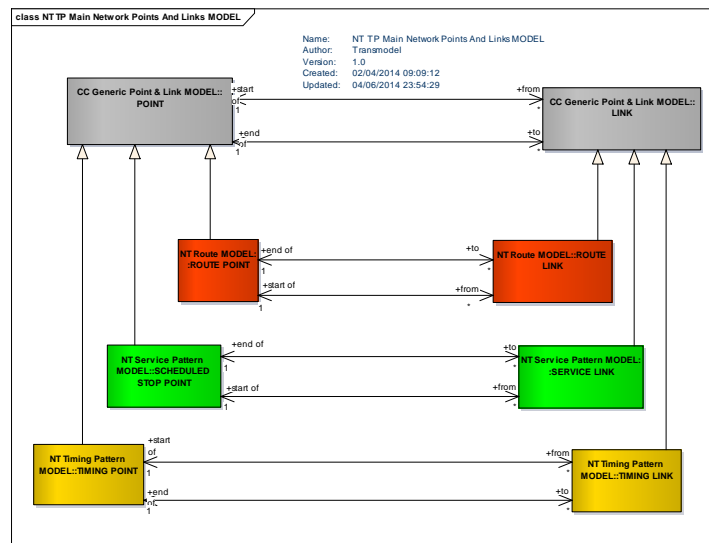 class NT TP Main Network Points And Links MODEL
Name: NT TP Main Network Points And Links MODEL
Author: Transmodel
Version: 1.0
Created: 02/04/2014 09:09:12
Updated: 04/06/2014 23:54:29
CC Generic Point & Link MODEL::
POINT
+start
of
1
+from
*
+end
of
1
+to
*
CC Generic Point & Link MODEL::
LINK
NT Route MODEL:
:ROUTE POINT
+end of
1
+to
*
+start of
1
+from
*
NT Route MODEL::ROUTE
LINK
NT Service Pattern
MODEL::SCHEDULED
STOP POINT
+end of
1
+to
*
+start of
1
+from
*
NT Service Pattern MODEL:
:SERVICE LINK
NT Timing Pattern
MODEL::TIMING POINT
+start
of
1
+from
*
+end
of
1
+to
*
NT Timing Pattern
MODEL::TIMING LINK